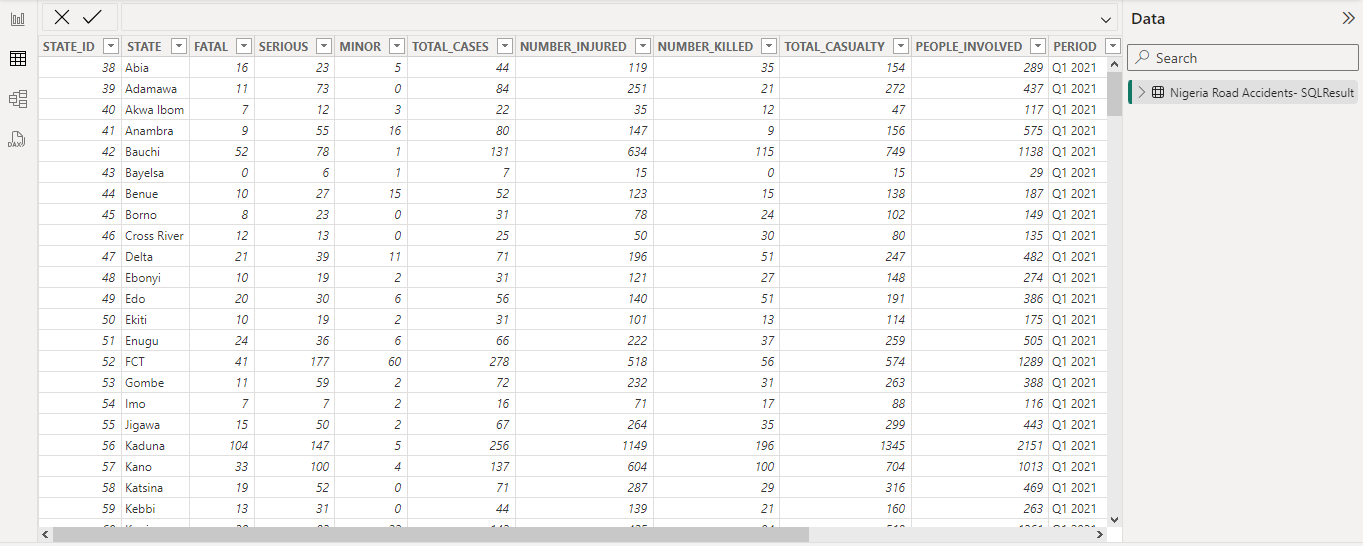 Data
STATE_ID STATE FATAL SERIOUS MINOR TOTAL_CASES NUMBER_INJURED NUMBER_KILLED TOTAL_CASUALTY PEOPLE_INVOLVED PERIOD
Search
38 Abia 16 23 5 44 119 35 154 289 Q1 2021
39 Adamawa 11 73 0 84 251 21 272 437 Q1 2021
Nigeria Road Accidents- SQLResult
40 Akwa Ibom 7 12 3 22 35 12 47 117 Q1 2021
41 Anambra 9 55 16 80 147 9 156 575 Q1 2021
DAX
42 Bauchi 52 78 1 131 634 115 749 1138 Q1 2021
43 Bayelsa 0 6 1 7 15 0 15 29 Q1 2021
44 Benue 10 27 15 52 123 15 138 187 Q1 2021
45 Borno 8 23 0 31 78 24 102 149 Q1 2021
46 Cross River 12 13 0 25 50 30 80 135 Q1 2021
47 Delta 21 39 11 71 196 51 247 482 Q1 2021
48 Ebonyi 10 19 2 31 121 27 148 274 Q1 2021
49 Edo 20 30 6 56 140 51 191 386 Q1 2021
50 Ekiti 10 19 2 31 101 13 114 175 Q1 2021
51 Enugu 24 36 6 66 222 37 259 505 Q1 2021
52 FCT 41 177 60 278 518 56 574 1289 Q1 2021
53 Gombe 11 59 2 72 232 31 263 388 Q1 2021
54 Imo 7 7 2 16 71 17 88 116 Q1 2021
55 Jigawa 15 50 2 67 264 35 299 443 Q1 2021
56 Kaduna 104 147 5 256 1149 196 1345 2151 Q1 2021
57 Kano 33 100 4 137 604 100 704 1013 Q1 2021
58 Katsina 19 52 0 71 287 29 316 469 Q1 2021
59 Kebbi 13 31 0 44 139 21 160 263 Q1 2021